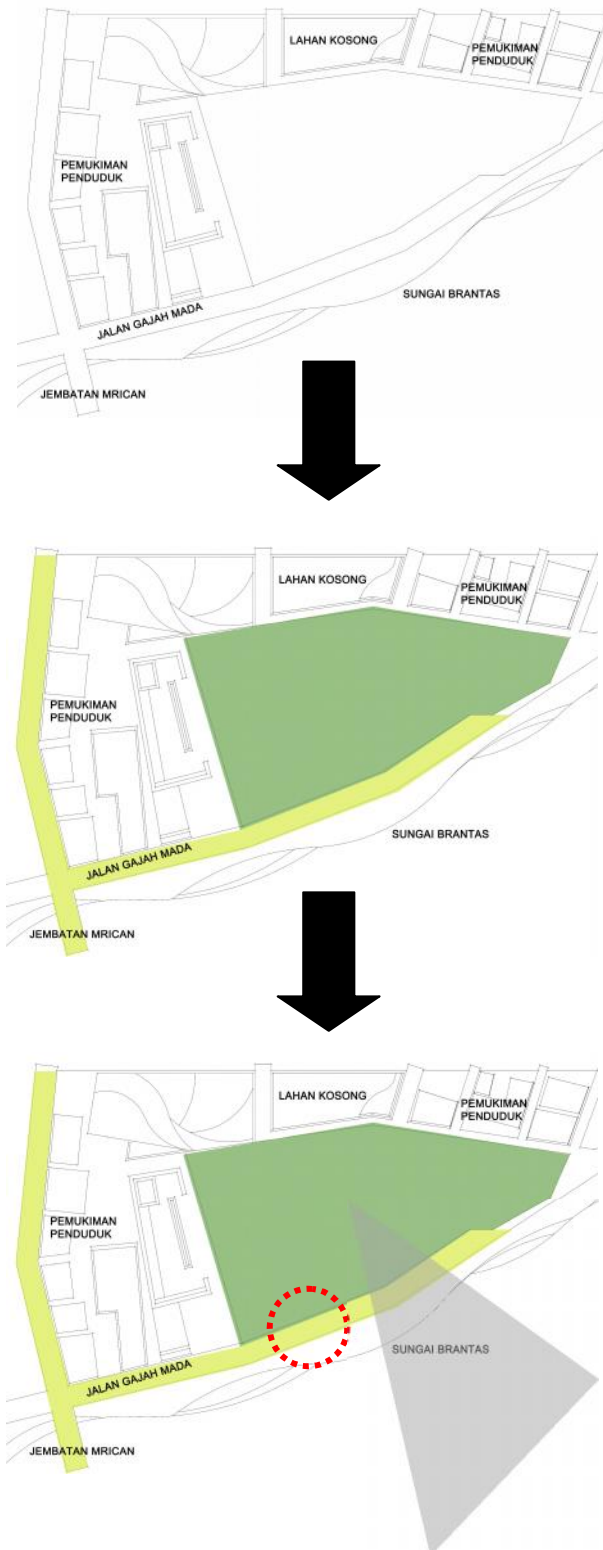 LAHAN KOSONG
PEMUKIMAN
PENDUDUK
PEMUKIMAN
PENDUDUK
SUNGAI BRANTAS
JALAN GAJAH MADA
JEMBATAN MRICAN
LAHAN KOSONG
PEMUKIMAN
PENDUDUK
PEMUKIMAN
PENDUDUK
SUNGAI BRANTAS
JALAN GAJAH MADA
JEMBATAN MRICAN
LAHAN KOSONG
PEMUKIMAN
PENDUDUK
PEMUKIMAN
PENDUDUK
SUNGAI BRANTAS
JALAN GAJAH MADA
JEMBATAN MRICAN